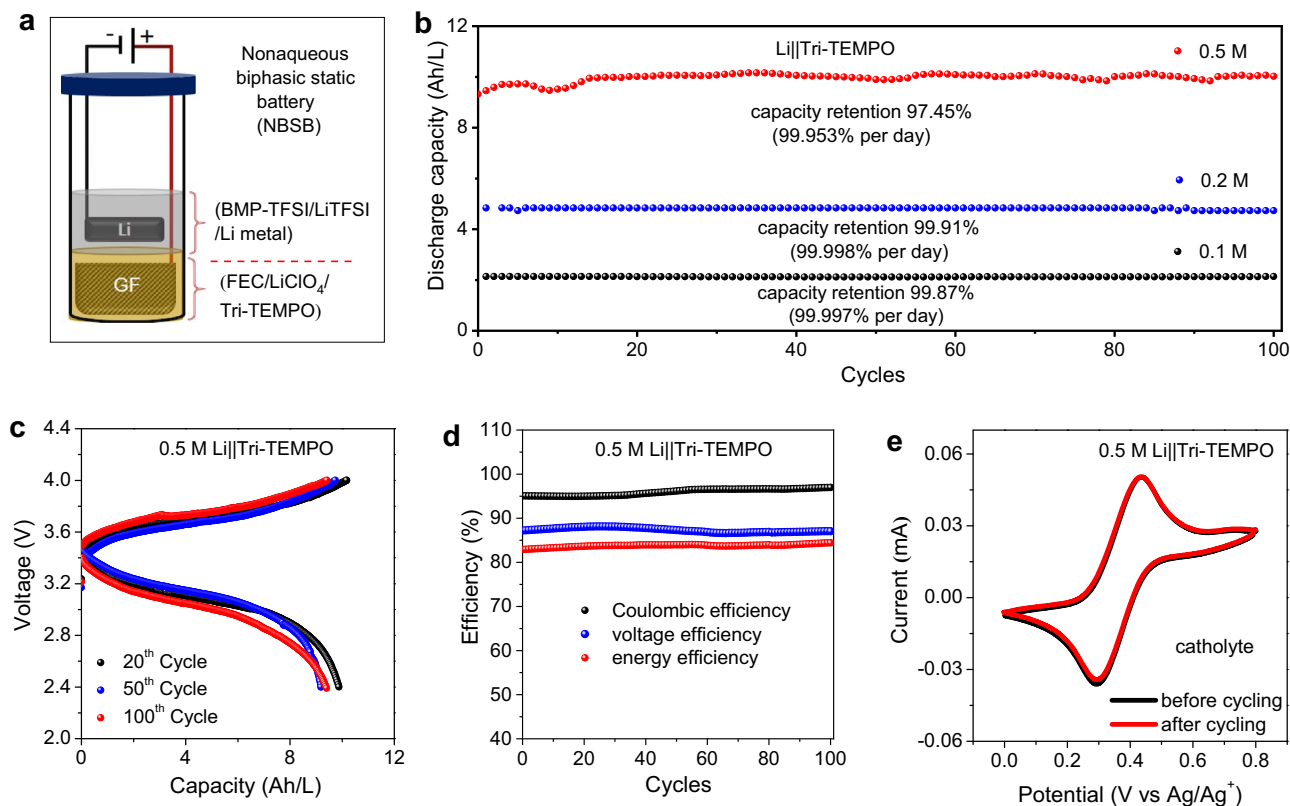 a
- +
Nonaqueous
biphasic static
battery
(NBSB)
(BMP-TFSI/LiTFSI
/Li metal)
Li
GF
(FEC/LiClO₄/
Tri-TEMPO)
b
12
8
4
0
Discharge capacity (Ah/L)
Li||Tri-TEMPO
0.5 M
capacity retention 97.45%
(99.953% per day)
0.2 M
capacity retention 99.91%
(99.998% per day)
0.1 M
capacity retention 99.87%
(99.997% per day)
0 20 40 60 80 100
Cycles
c
4.4
4.0
3.6
3.2
2.8
2.4
2.0
Voltage (V)
0.5 M Li||Tri-TEMPO
20th Cycle
50th Cycle
100th Cycle
0 4 8 12
Capacity (Ah/L)
d
110
100
95
90
85
80
70
60
50
40
Efficiency (%)
0.5 M Li||Tri-TEMPO
Coulombic efficiency
voltage efficiency
energy efficiency
0 20 40 60 80 100
Cycles
e
0.06
0.03
0.00
-0.03
-0.06
Current (mA)
0.5 M Li||Tri-TEMPO
catholyte
before cycling
after cycling
0.0 0.2 0.4 0.6 0.8
Potential (V vs Ag/Ag⁺)